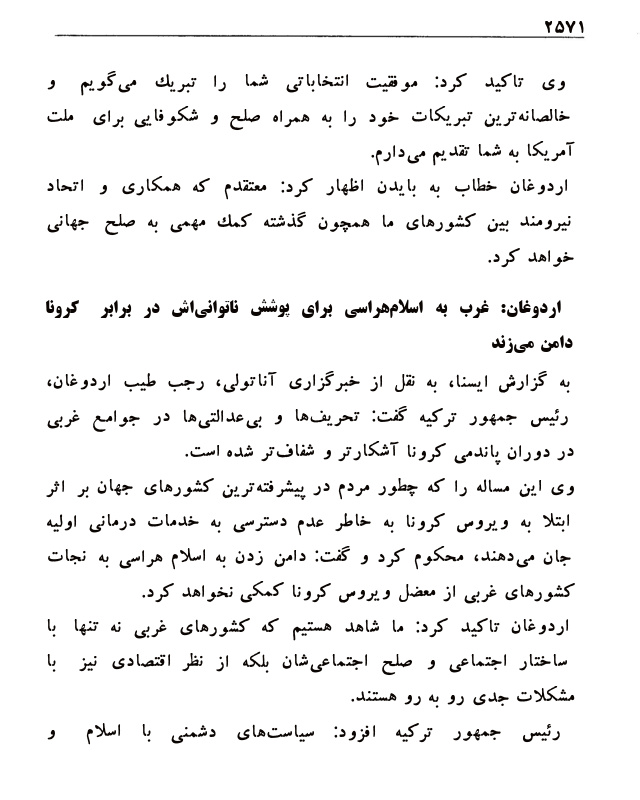 ۲۵۷۱
وی تاکید کرد: موفقیت انتخاباتی شما را تبریك می‌گویم و
خالصانه‌ترین تبریکات خود را به همراه صلح و شکوفایی برای ملت
آمریکا به شما تقدیم می‌دارم.
اردوغان خطاب به بایدن اظهار کرد: معتقدم که همکاری و اتحاد
نیرومند بین کشورهای ما همچون گذشته کمك مهمی به صلح جهانی
خواهد کرد.
اردوغان: غرب به اسلام‌هراسی برای پوشش ناتوانی‌اش در برابر کرونا
دامن می‌زند
به گزارش ایسنا، به نقل از خبرگزاری آناتولی، رجب طیب اردوغان،
رئیس جمهور ترکیه گفت: تحریف‌ها و بی‌عدالتی‌ها در جوامع غربی
در دوران پاندمی کرونا آشکارتر و شفاف‌تر شده است.
وی این مساله را که چطور مردم در پیشرفته‌ترین کشورهای جهان بر اثر
ابتلا به ویروس کرونا به خاطر عدم دسترسی به خدمات درمانی اولیه
جان می‌دهند، محکوم کرد و گفت: دامن زدن به اسلام هراسی به نجات
کشورهای غربی از معضل ویروس کرونا کمکی نخواهد کرد.
اردوغان تاکید کرد: ما شاهد هستیم که کشورهای غربی نه تنها با
ساختار اجتماعی و صلح اجتماعی‌شان بلکه از نظر اقتصادی نیز با
مشکلات جدی رو به رو هستند.
رئیس جمهور ترکیه افزود: سیاست‌های دشمنی با اسلام و